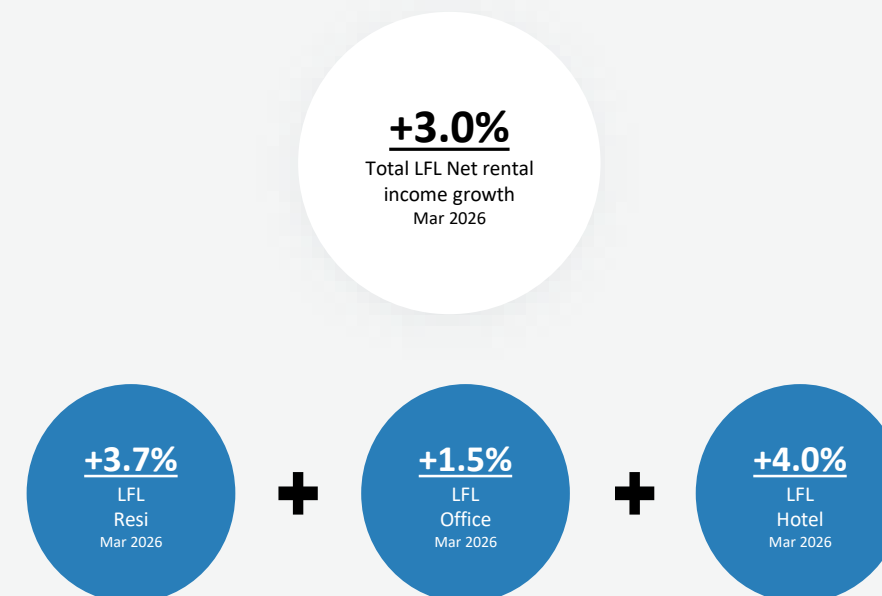 +3.0%
Total LFL Net rental
income growth
Mar 2026
+3.7%
LFL
Resi
Mar 2026
+1.5%
LFL
Office
Mar 2026
+4.0%
LFL
Hotel
Mar 2026